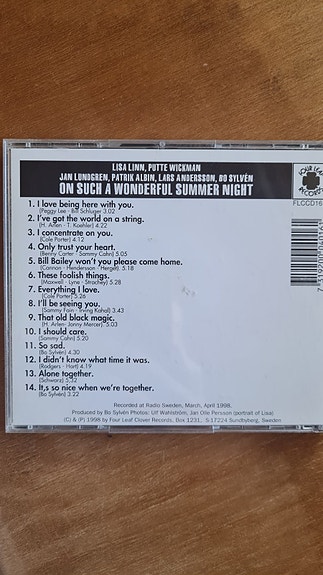 LISA LINN, PUTTE WICKMAN
JAN LUNDGREN, PATRIK ALBIN, LARS ANDERSSON, BO SYLVÉN
ON SUCH A WONDERFUL SUMMER NIGHT
FOUR LEAF
RECORDS
FLCCD161
1. I love being here with you.
(Peggy Lee - Bill Schluger 3.02
2. I've got the world on a string.
(H. Arlen - T. Koehler) 4.22
3. I concentrate on you.
(Cole Porter) 4.12
4. Only trust your heart.
(Benny Carter - Sammy Cahn) 5.05
5. Bill Bailey won't you please come home.
(Cannon - Hendersson - Herget) 5.18
6. These foolish things.
(Maxwell - Lyne - Strachley) 5.28
7. Everything I love.
(Cole Porter) 5.26
8. I'll be seeing you.
(Sammy Fain - Irving Kahal) 3.43
9. That old black magic.
(H. Arlen- Jonny Mercer) 5.03
10. I should care.
(Sammy Cahn) 5.20
11. So sad.
(Bo Sylvén) 4.30
12. I didn't know what time it was.
(Rodgers - Hart) 4.19
13. Alone together.
(Schwarz) 5.32
14. It,s so nice when we're together.
(Bo Sylvén) 3.22
Recorded at Radio Sweden, March, April 1998.
Produced by Bo Sylvén Photos: Ulf Wahlström, Jan Olle Persson (portrait of Lisa)
(C) & (P) 1998 by Four Leaf Clover Records. Box 1231, S.17224 Sundbyberg, Sweden